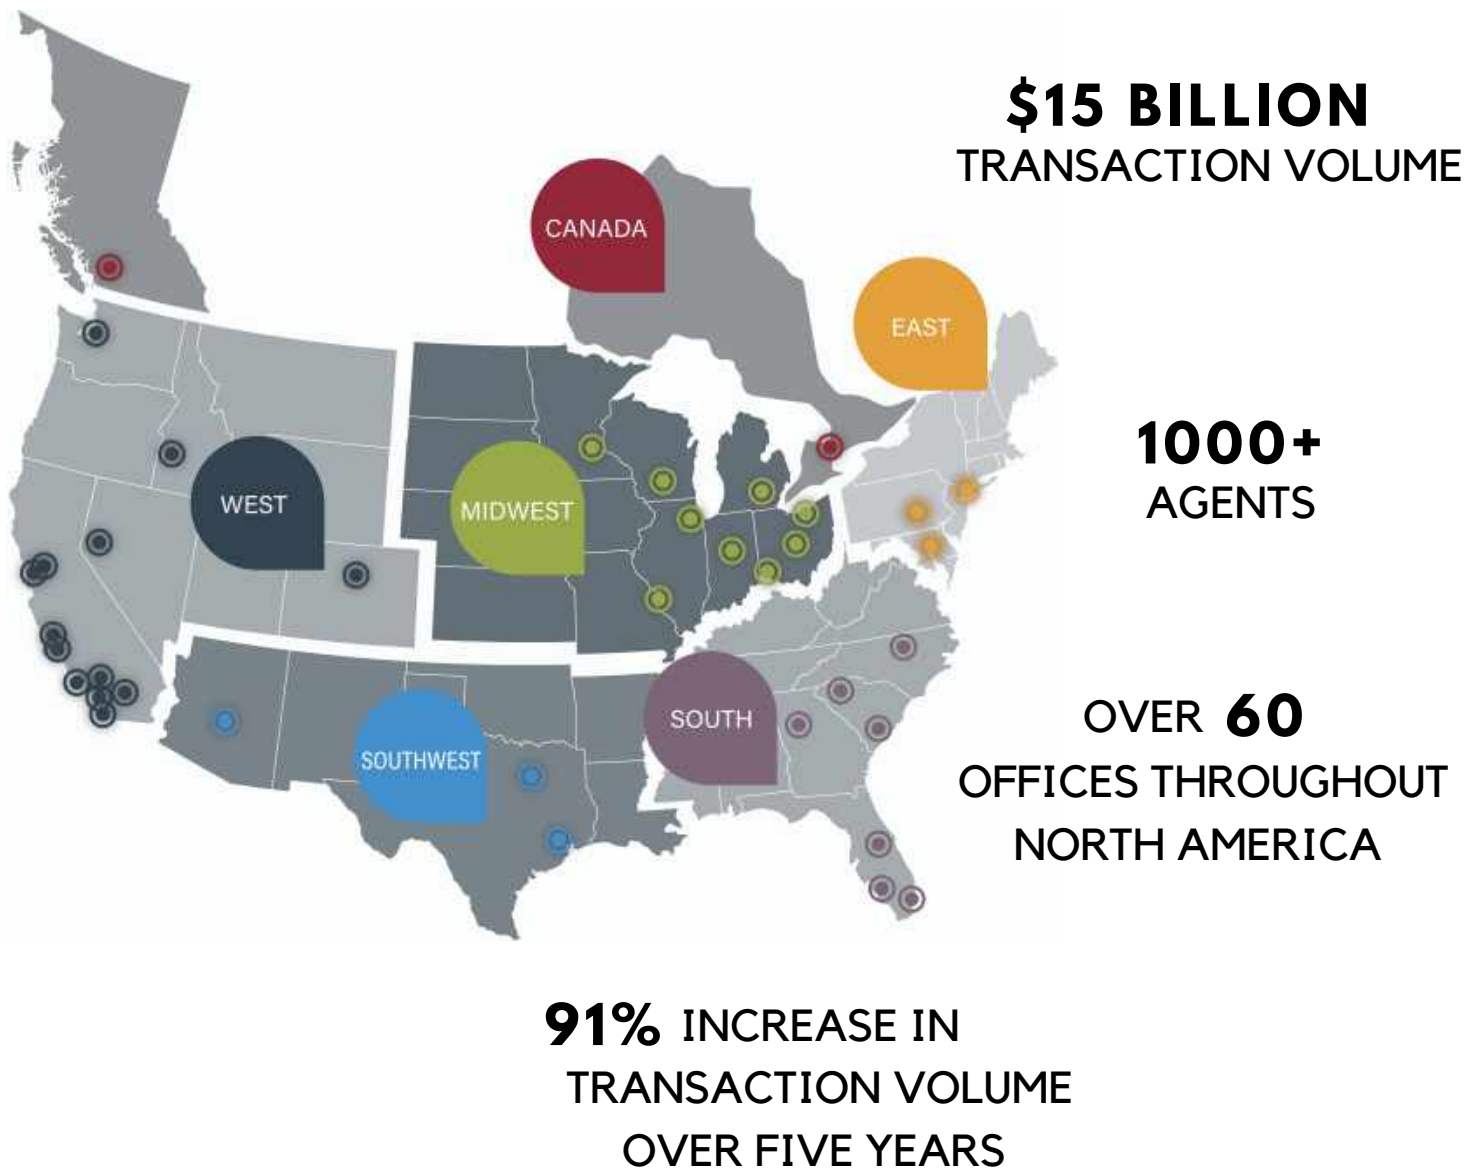 $15 BILLION
TRANSACTION VOLUME
CANADA
EAST
1000+
AGENTS
WEST
MIDWEST
SOUTH
SOUTHWEST
OVER 60
OFFICES THROUGHOUT
NORTH AMERICA
91% INCREASE IN
TRANSACTION VOLUME
OVER FIVE YEARS